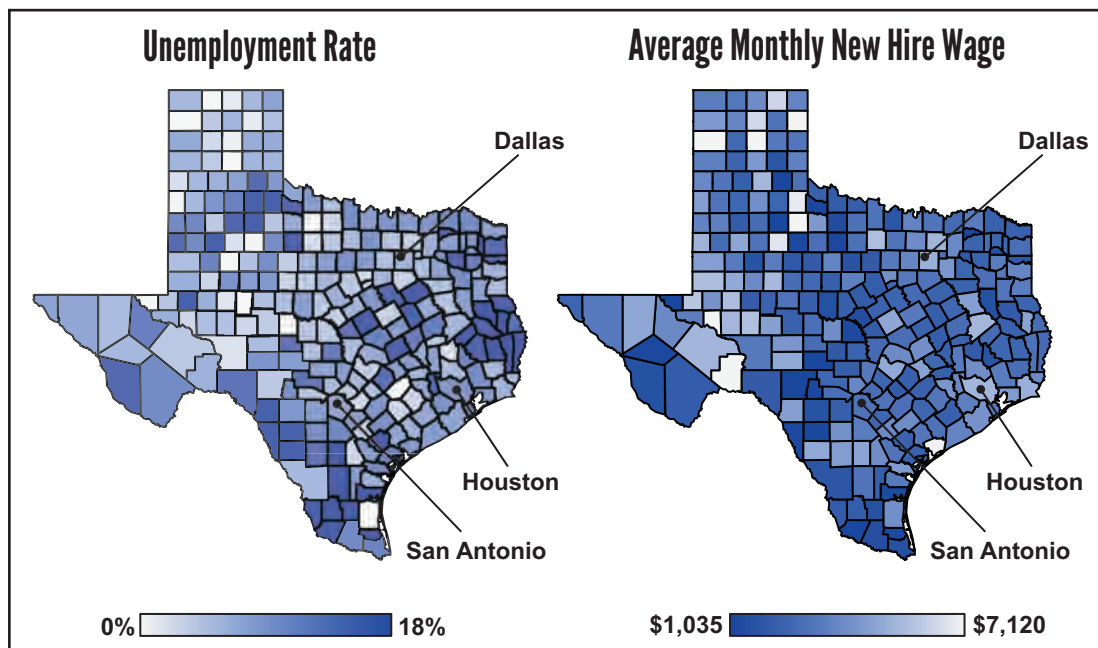 Unemployment Rate
Dallas
Houston
San Antonio
0% 18%
Average Monthly New Hire Wage
Dallas
Houston
San Antonio
$1,035 $7,120